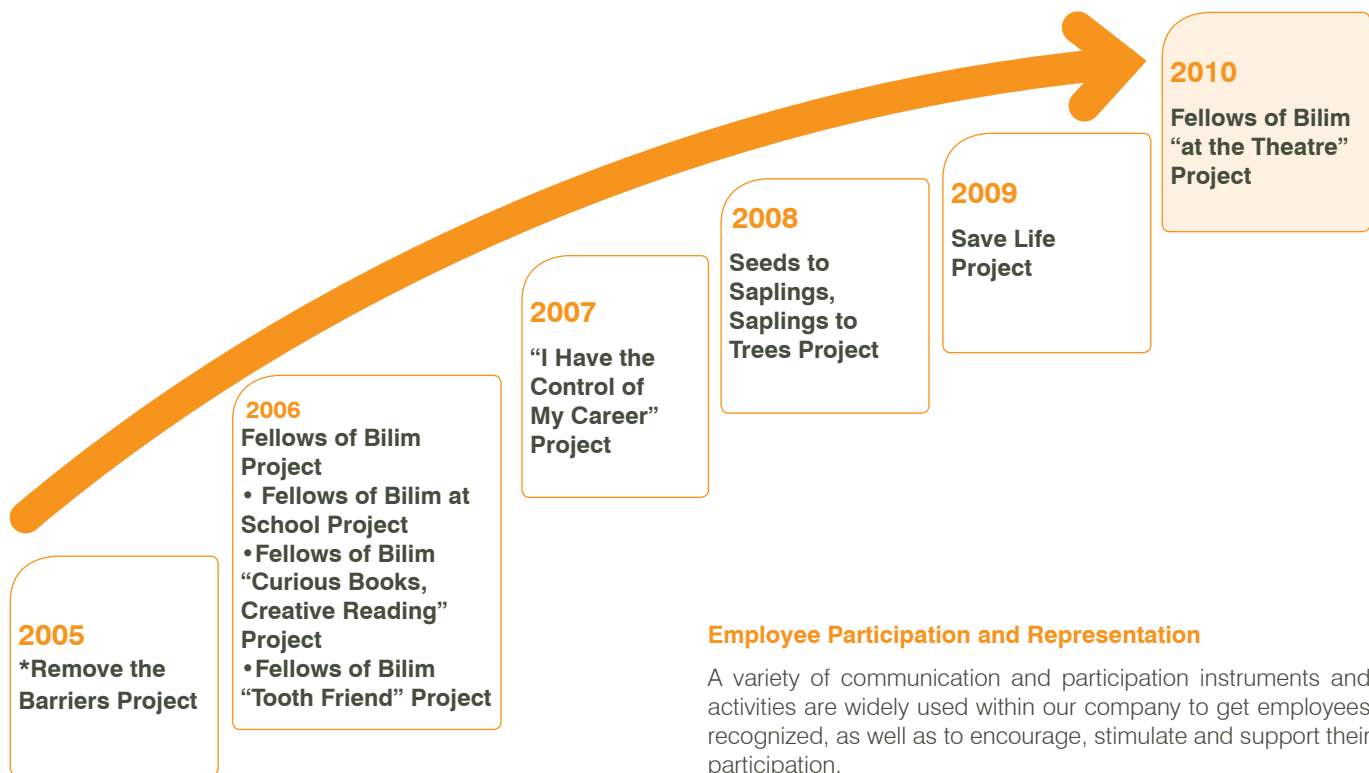 2005
*Remove the
Barriers Project
2006
Fellows of Bilim
Project
• Fellows of Bilim at
School Project
•Fellows of Bilim
“Curious Books,
Creative Reading”
Project
•Fellows of Bilim
“Tooth Friend” Project
2007
“I Have the
Control of
My Career”
Project
2008
Seeds to
Saplings,
Saplings to
Trees Project
2009
Save Life
Project
2010
Fellows of Bilim
“at the Theatre”
Project
Employee Participation and Representation
A variety of communication and participation instruments and
activities are widely used within our company to get employees
recognized, as well as to encourage, stimulate and support their
participation.